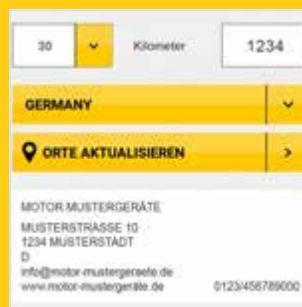 30 Kilometer 1234
GERMANY
ORTE AKTUALISIEREN
MOTOR MUSTERGERÄTE
MUSTERSTRASSE 10
1234 MUSTERSTADT
D
info@motor-mustergeraete.de
www.motor-mustergeräte.de 0123/456789000